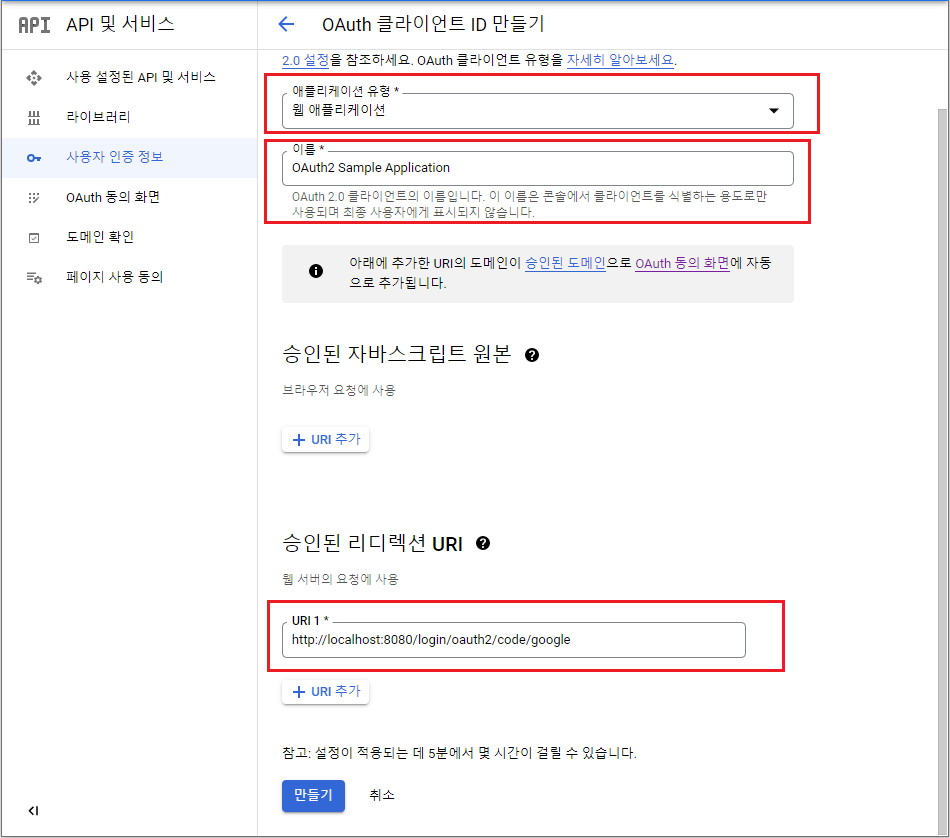 API API 및 서비스
사용 설정된 API 및 서비스
라이브러리
사용자 인증 정보
OAuth 동의 화면
도메인 확인
페이지 사용 동의
OAuth 클라이언트 ID 만들기
2.0 설정을 참조하세요. OAuth 클라이언트 유형을 자세히 알아보세요.
애플리케이션 유형 *
웹 애플리케이션
이름 *
OAuth2 Sample Application
OAuth 2.0 클라이언트의 이름입니다. 이 이름은 콘솔에서 클라이언트를 식별하는 용도로만
사용되며 최종 사용자에게 표시되지 않습니다.
아래에 추가한 URI의 도메인이 승인된 도메인으로 OAuth 동의 화면에 자동
으로 추가됩니다.
승인된 자바스크립트 원본
브라우저 요청에 사용
+ URI 추가
승인된 리디렉션 URI
웹 서버의 요청에 사용
URI 1 *
http://localhost:8080/login/oauth2/code/google
+ URI 추가
참고: 설정이 적용되는 데 5분에서 몇 시간이 걸릴 수 있습니다.
만들기 취소